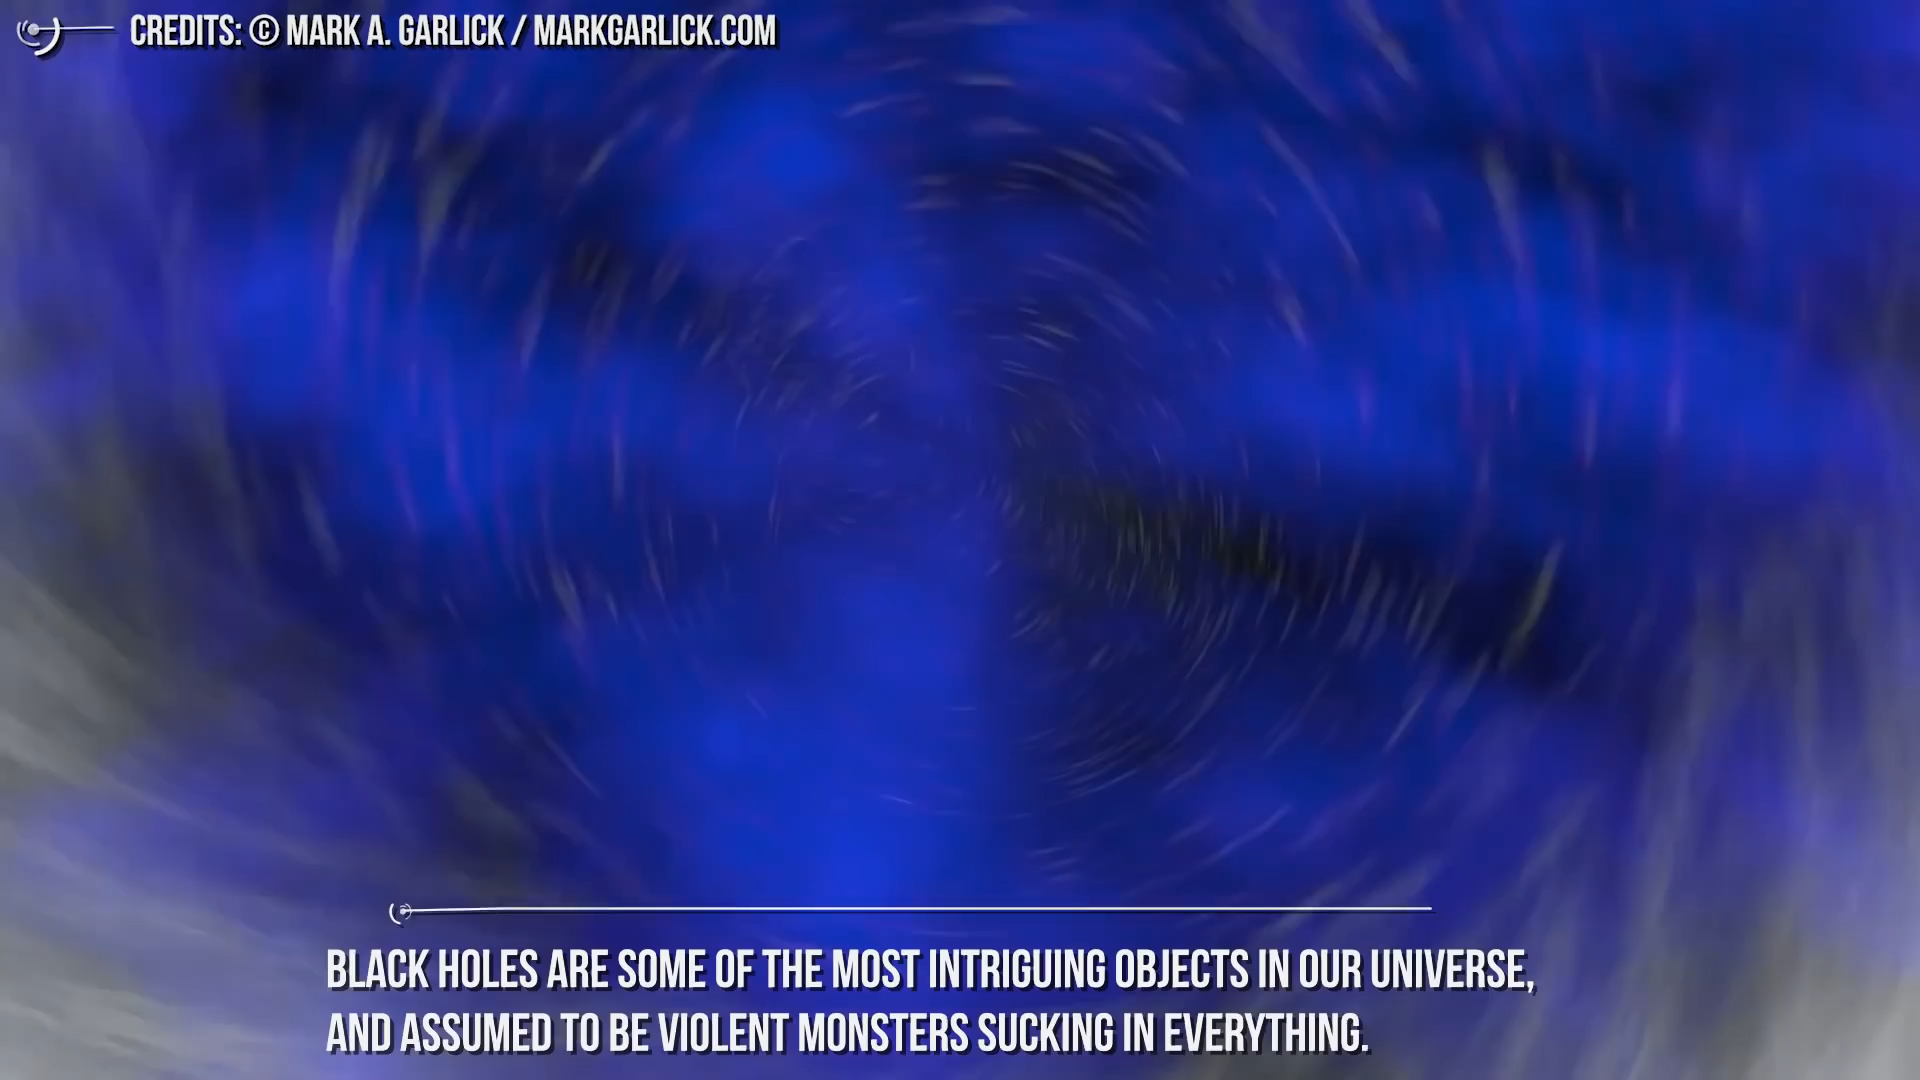 CREDITS: © MARK A. GARLICK / MARKGARLICK.COM
BLACK HOLES ARE SOME OF THE MOST INTRIGUING OBJECTS IN OUR UNIVERSE,
AND ASSUMED TO BE VIOLENT MONSTERS SUCKING IN EVERYTHING.